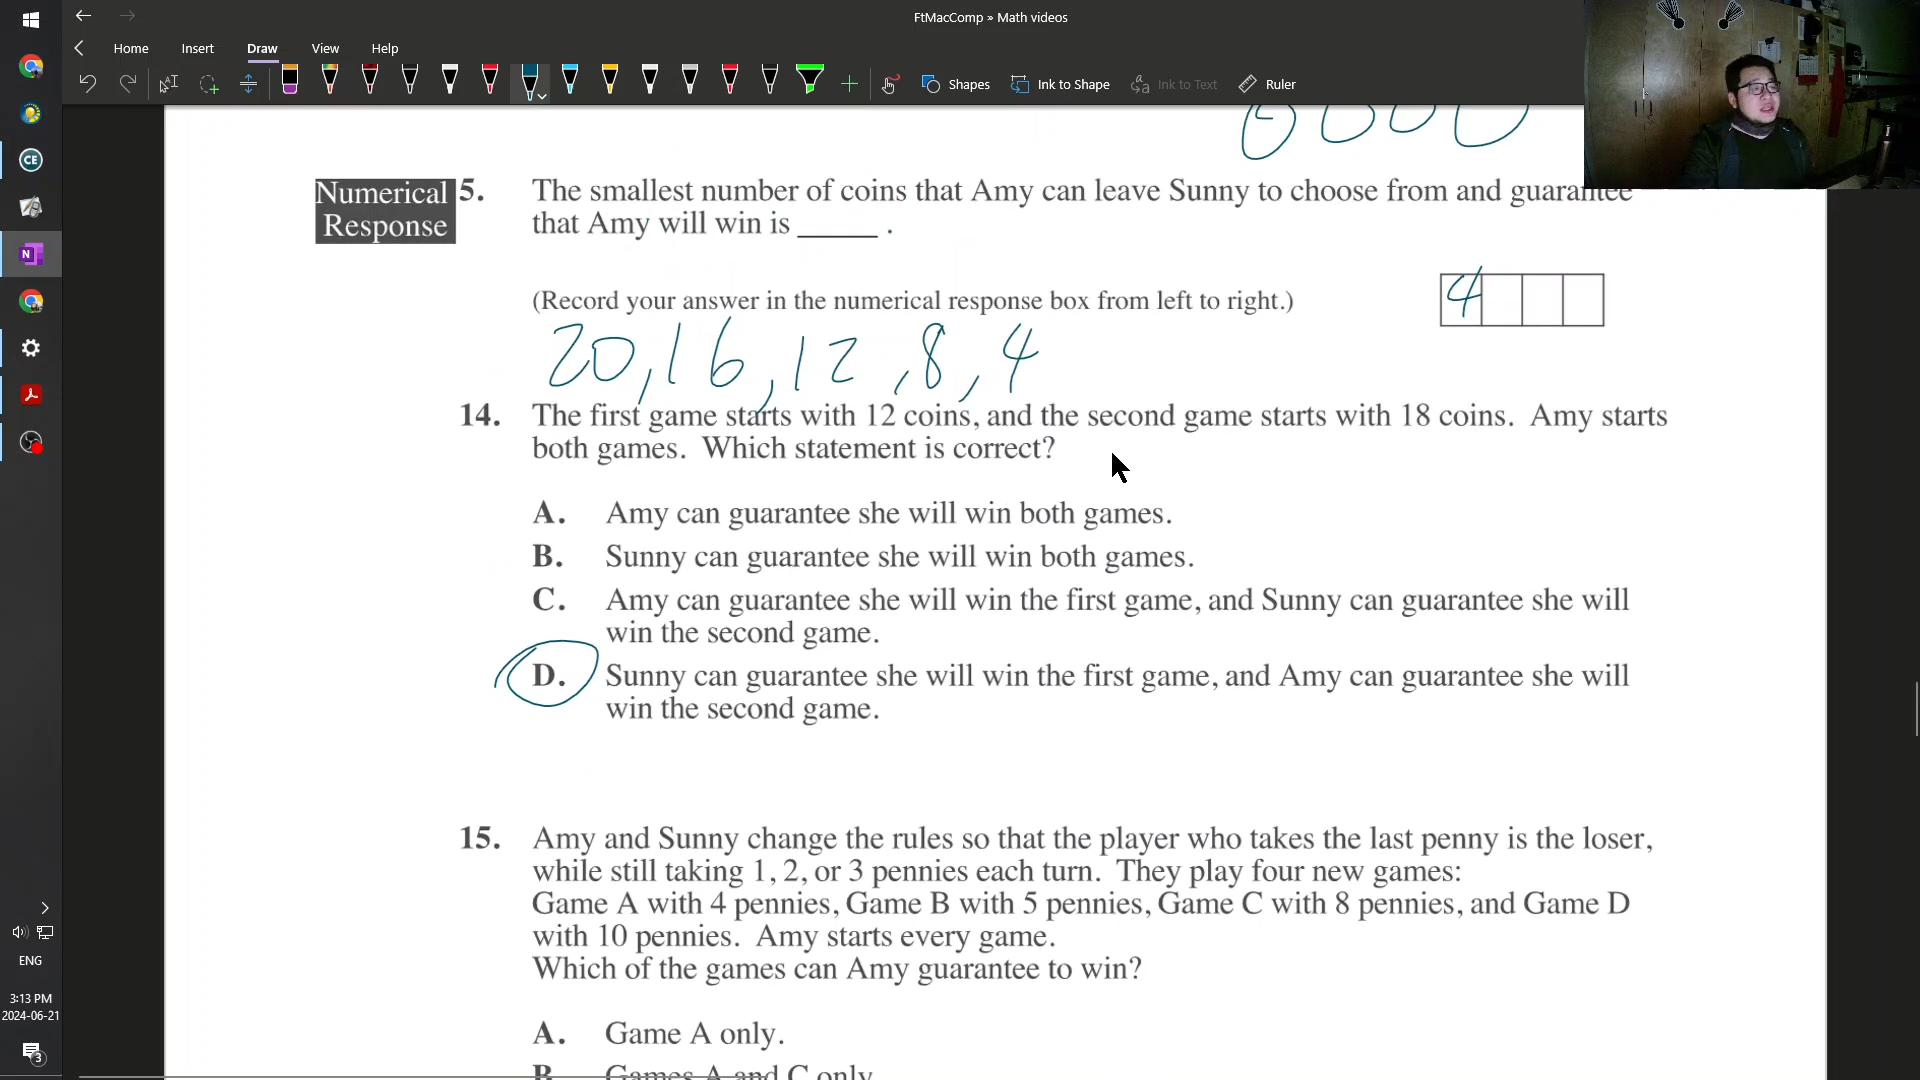 FtMacComp » Math videos
Home Insert Draw View Help
Shapes Ink to Shape Ink to Text Ruler
Numerical Response
5. The smallest number of coins that Amy can leave Sunny to choose from and guarantee
that Amy will win is _____ .
(Record your answer in the numerical response box from left to right.)
4
20, 16, 12, 8, 4
14. The first game starts with 12 coins, and the second game starts with 18 coins. Amy starts
both games. Which statement is correct?
A. Amy can guarantee she will win both games.
B. Sunny can guarantee she will win both games.
C. Amy can guarantee she will win the first game, and Sunny can guarantee she will
win the second game.
D. Sunny can guarantee she will win the first game, and Amy can guarantee she will
win the second game.
15. Amy and Sunny change the rules so that the player who takes the last penny is the loser,
while still taking 1, 2, or 3 pennies each turn. They play four new games:
Game A with 4 pennies, Game B with 5 pennies, Game C with 8 pennies, and Game D
with 10 pennies. Amy starts every game.
Which of the games can Amy guarantee to win?
A. Game A only.
B. Games A and C only.
CE
N
ENG
3:13 PM
2024-06-21
3